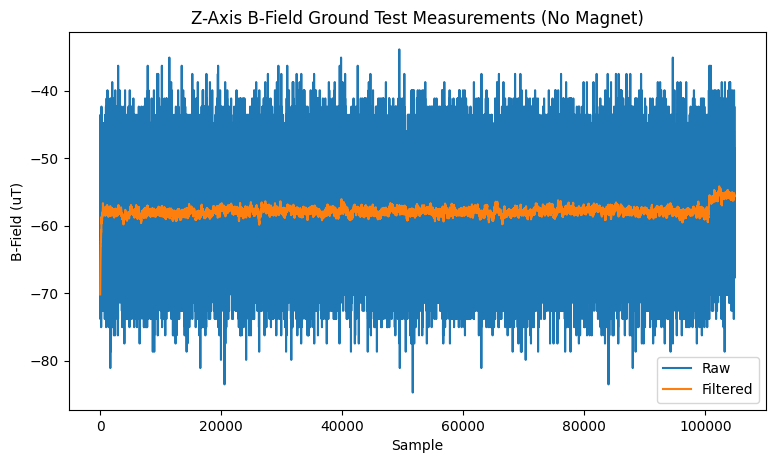 Z-Axis B-Field Ground Test Measurements (No Magnet)
B-Field (uT)
−40
−50
−60
−70
−80
0
20000
40000
60000
80000
100000
Sample
Raw
Filtered